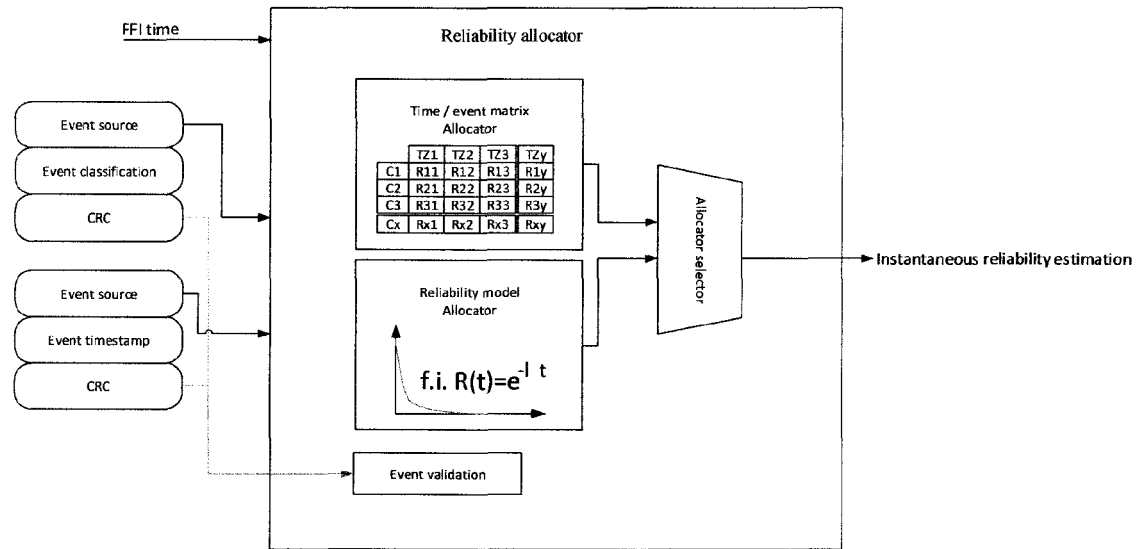 FFI time
Reliability allocator
Time / event matrix
Allocator
TZ1 TZ2 TZ3 TZy
C1 R11 R12 R13 R1y
C2 R21 R22 R23 R2y
C3 R31 R32 R33 R3y
Cx Rx1 Rx2 Rx3 Rxy
Event source
Event classification
CRC
Event source
Event timestamp
CRC
Reliability model
Allocator
f.i. R(t)=e^-l t
Event validation
Allocator selector
Instantaneous reliability estimation